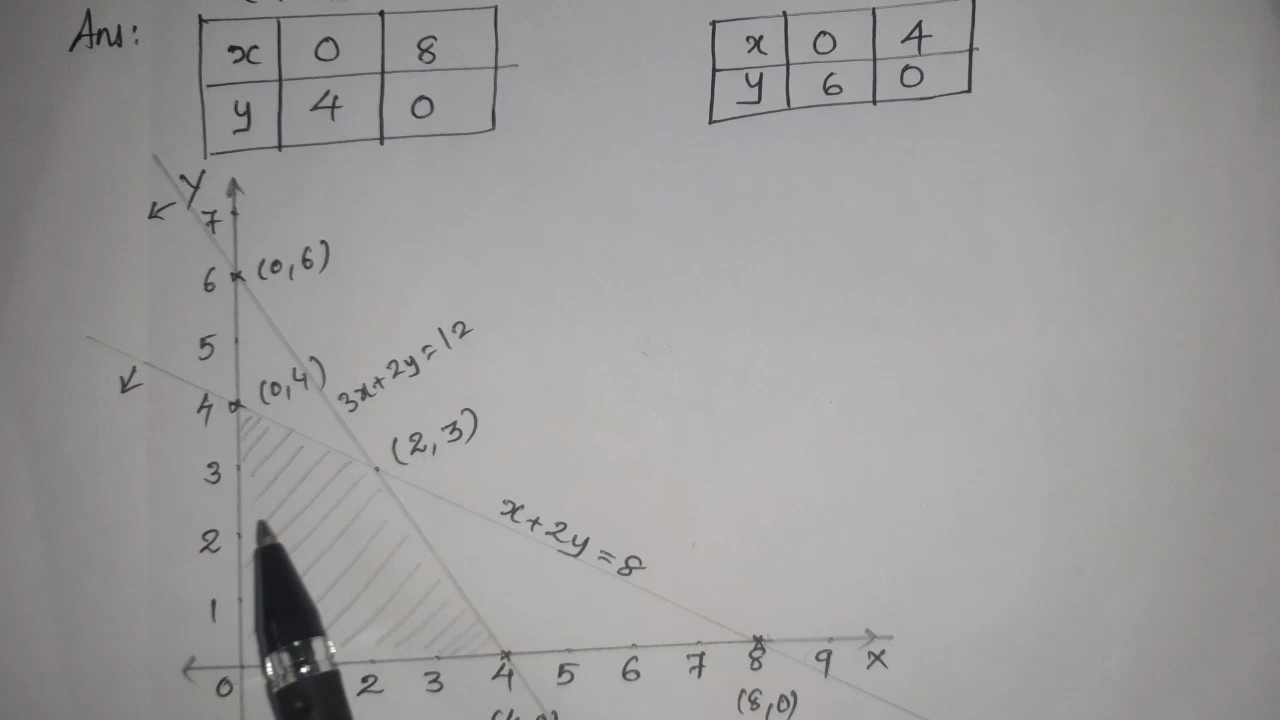 Ans:
x 0 8
y 4 0
x 0 4
y 6 0
Y
7
6 (0,6)
5
3x+2y=12
4 (0,4)
(2,3)
3
x+2y=8
2
1
0 2 3 4 5 6 7 8 9 X
(8,0)